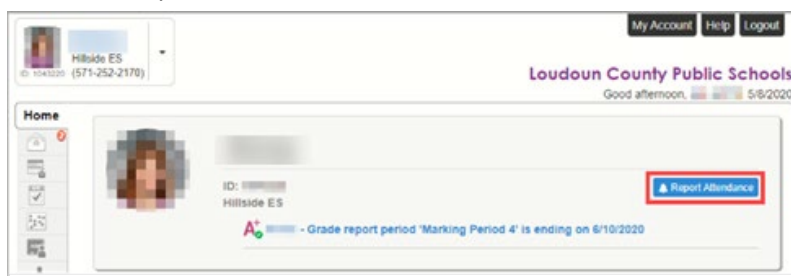 My Account Help Logout
Hillside ES
ID: 1043220 (571-252-2170)
Loudoun County Public Schools
Good afternoon, 5/8/2020
Home
2
ID:
Hillside ES
Report Attendance
- Grade report period 'Marking Period 4' is ending on 6/10/2020